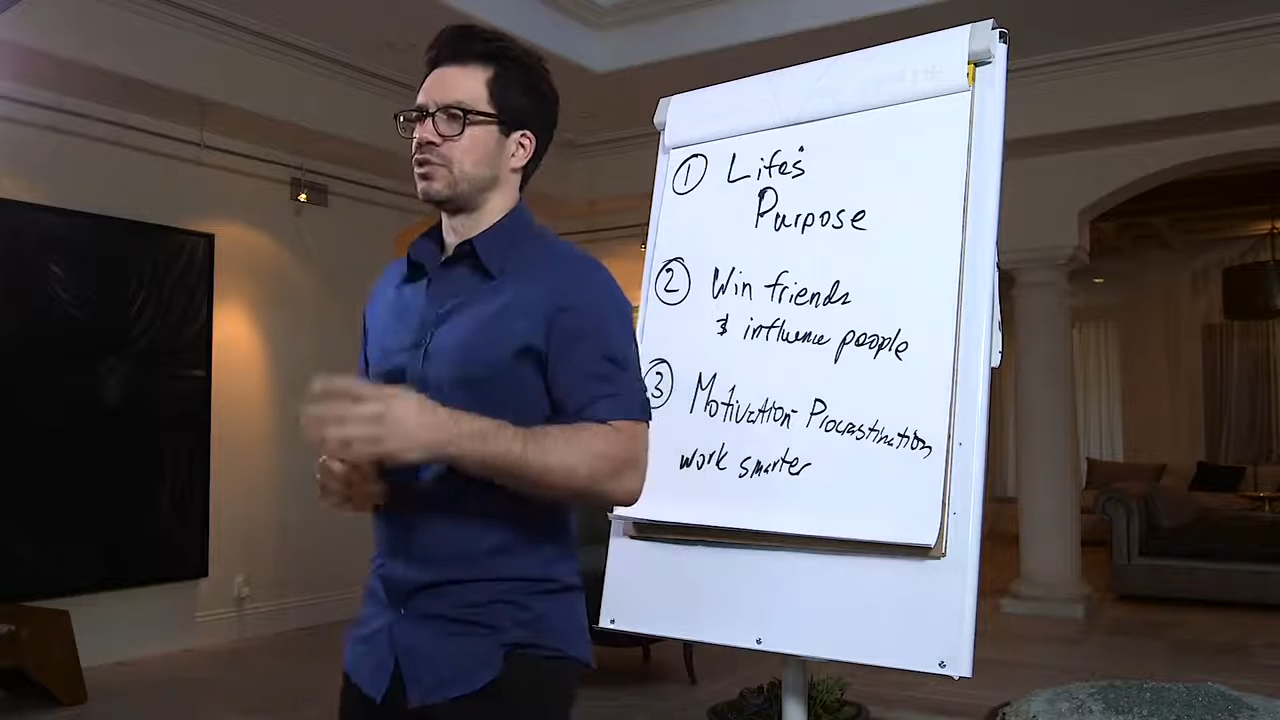 ① Life's
Purpose
② Win friends
& influence people
③ Motivation - Procrastination
work smarter